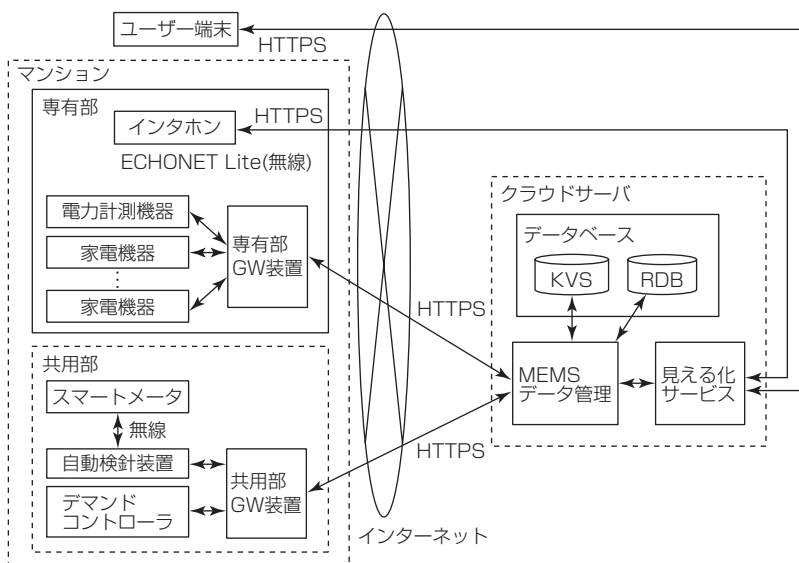 ユーザー端末
HTTPS
マンション
専有部
インタホン
HTTPS
ECHONET Lite(無線)
電力計測機器
家電機器
⋮
家電機器
専有部
GW装置
HTTPS
クラウドサーバ
データベース
KVS
RDB
MEMS
データ管理
見える化
サービス
共用部
スマートメータ
無線
自動検針装置
デマンド
コントローラ
共用部
GW装置
HTTPS
インターネット